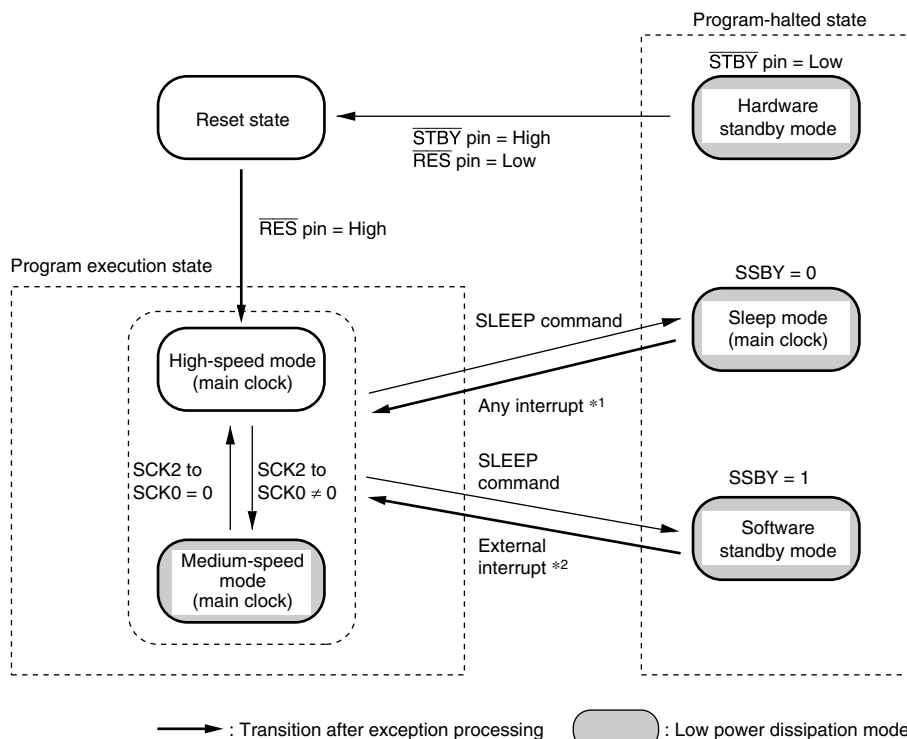 Program-halted state
STBY pin = Low
Hardware
standby mode
Reset state
STBY pin = High
RES pin = Low
RES pin = High
Program execution state
SSBY = 0
Sleep mode
(main clock)
SLEEP command
High-speed mode
(main clock)
Any interrupt *1
SCK2 to
SCK0 = 0
SCK2 to
SCK0 ≠ 0
SLEEP
command
SSBY = 1
Software
standby mode
External
interrupt *2
Medium-speed
mode
(main clock)
: Transition after exception processing
: Low power dissipation mode